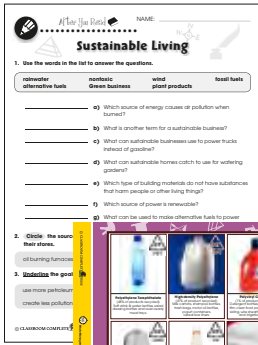 After You Read
NAME:
Sustainable Living
1. Use the words in the list to answer the questions.
rainwater nontoxic wind fossil fuels
alternative fuels Green business plant products
a) Which source of energy causes air pollution when
burned?
b) What is another term for a sustainable business?
c) What can sustainable businesses use to power trucks
instead of gasoline?
d) What can sustainable homes catch to use for watering
gardens?
e) Which type of building materials do not have substances
that harm people or other living things?
f) Which source of power is renewable?
g) What can be used to make alternative fuels to power
2. Circle the sourc
their stores.
oil burning furnaces
3. Underline the goal
use more petroleum
create less pollution
© CLASSROOM COMPLETE
Polyethylene Terephthalate
High-density Polyethylene